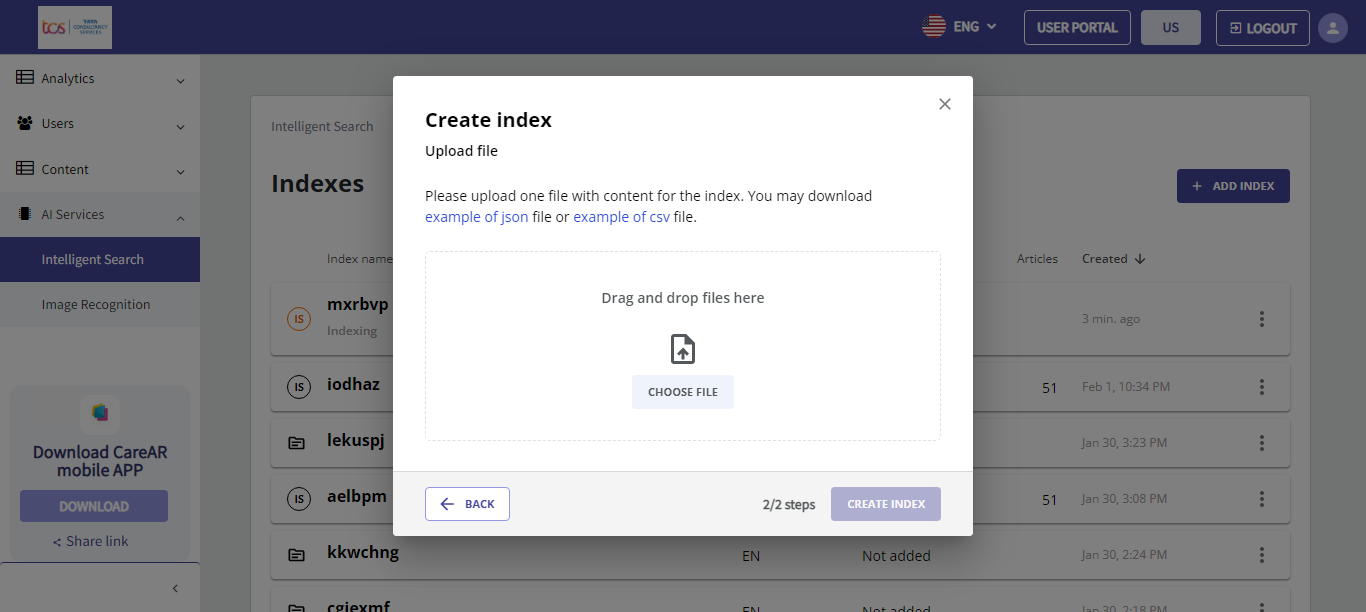 tcs TATA CONSULTANCY SERVICES
ENG
USER PORTAL
US
LOGOUT
Analytics
Users
Content
AI Services
Intelligent Search
Image Recognition
Download CareAR
mobile APP
DOWNLOAD
Share link
Intelligent Search
Indexes
ADD INDEX
Index name
Articles
Created
IS
mxrbvp
Indexing
3 min. ago
IS
iodhaz
51
Feb 1, 10:34 PM
lekuspj
Jan 30, 3:23 PM
IS
aelbpm
51
Jan 30, 3:08 PM
kkwchng
EN
Not added
Jan 30, 2:24 PM
cgjexmf
EN
Not added
Jan 30, 2:18 PM
Create index
Upload file
Please upload one file with content for the index. You may download
example of json file or example of csv file.
Drag and drop files here
CHOOSE FILE
BACK
2/2 steps
CREATE INDEX